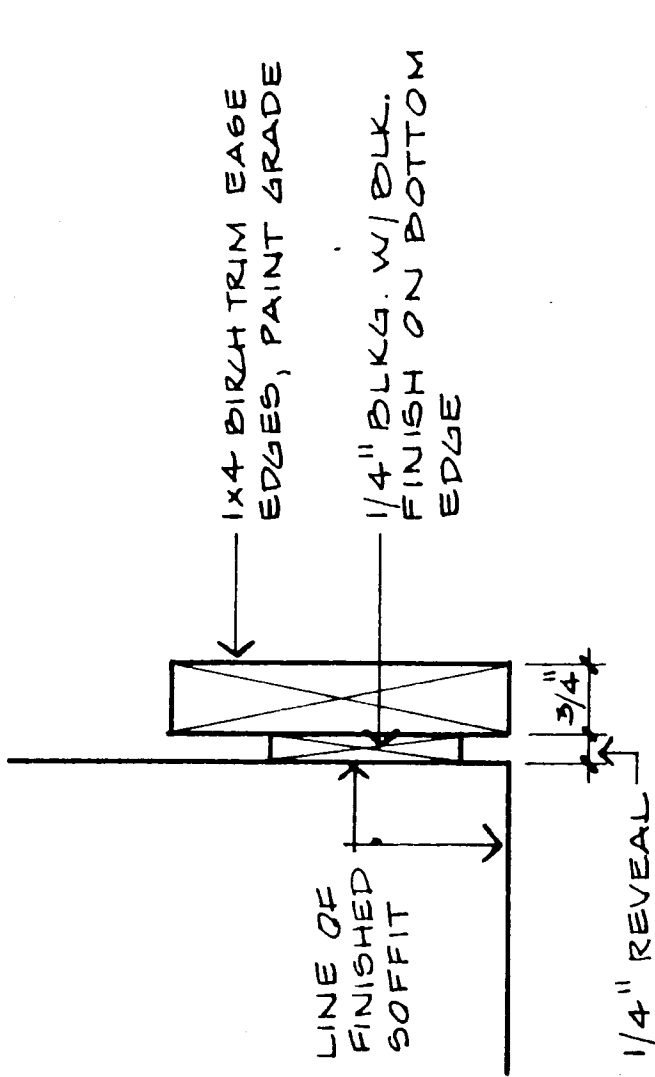 1x4 BIRCH TRIM EASE
EDGES, PAINT GRADE
1/4" BLKG. W/ BLK.
FINISH ON BOTTOM
EDGE
LINE OF
FINISHED
SOFFIT
3/4"
1/4" REVEAL